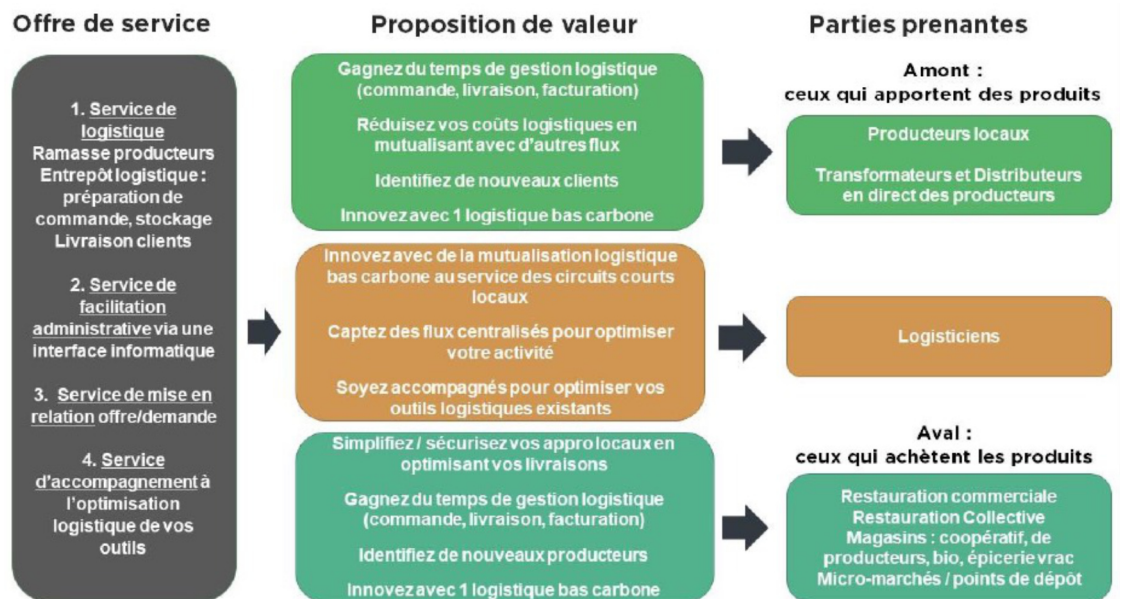 Offre de service
1. Service de
logistique
Ramasse producteurs
Entrepôt logistique :
préparation de
commande, stockage
Livraison clients
2. Service de
facilitation
administrative via une
interface informatique
3. Service de mise en
relation offre/demande
4. Service
d'accompagnement à
l'optimisation
logistique de vos
outils
Proposition de valeur
Gagnez du temps de gestion logistique
(commande, livraison, facturation)
Réduisez vos coûts logistiques en
mutualisant avec d'autres flux
Identifiez de nouveaux clients
Innovez avec 1 logistique bas carbone
Innovez avec de la mutualisation logistique
bas carbone au service des circuits courts
locaux
Captez des flux centralisés pour optimiser
votre activité
Soyez accompagnés pour optimiser vos
outils logistiques existants
Simplifiez / sécurisez vos appro locaux en
optimisant vos livraisons
Gagnez du temps de gestion logistique
(commande, livraison, facturation)
Identifiez de nouveaux producteurs
Innovez avec 1 logistique bas carbone
Parties prenantes
Amont :
ceux qui apportent des produits
Producteurs locaux
Transformateurs et Distributeurs
en direct des producteurs
Logisticiens
Aval :
ceux qui achètent les produits
Restauration commerciale
Restauration Collective
Magasins : coopératif, de
producteurs, bio, épicerie vrac
Micro-marchés / points de dépôt